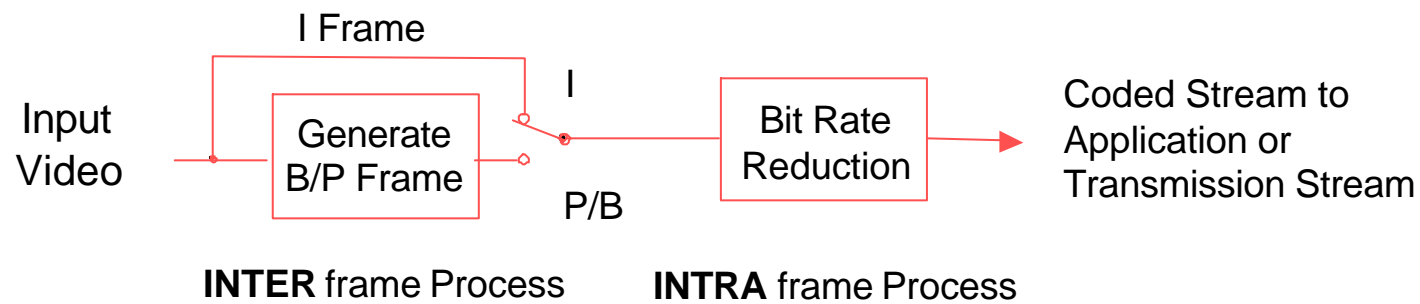 I Frame
I
Input
Video
Generate
B/P Frame
P/B
Bit Rate
Reduction
Coded Stream to
Application or
Transmission Stream
INTER frame Process
INTRA frame Process